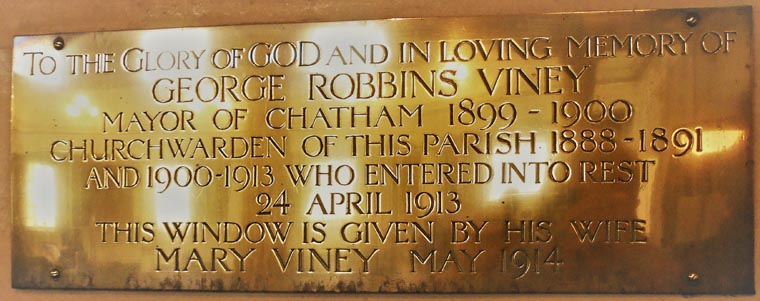 TO THE GLORY OF GOD AND IN LOVING MEMORY OF
GEORGE ROBBINS VINEY
MAYOR OF CHATHAM 1899-1900
CHURCHWARDEN OF THIS PARISH 1888-1891
AND 1900-1913 WHO ENTERED INTO REST
24 APRIL 1913
THIS WINDOW IS GIVEN BY HIS WIFE
MARY VINEY MAY 1914